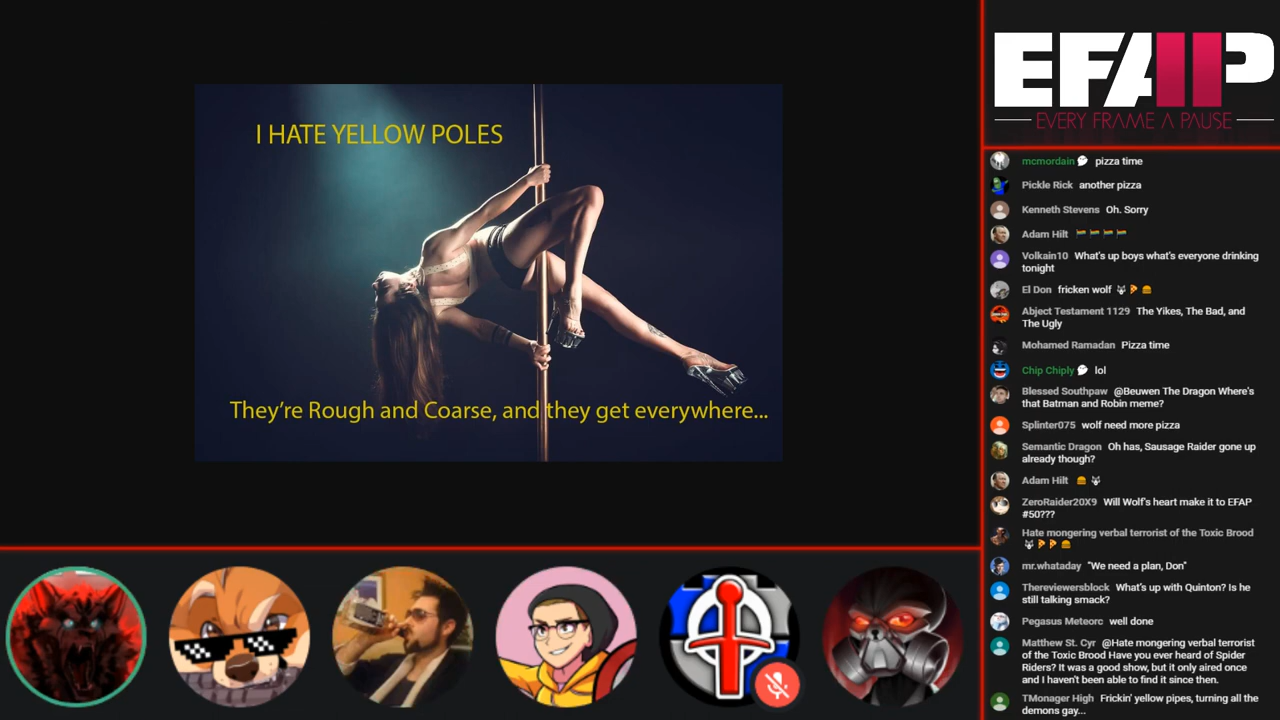 I HATE YELLOW POLES
They're Rough and Coarse, and they get everywhere...
EFAP
EVERY FRAME A PAUSE
mcmordain pizza time
Pickle Rick another pizza
Kenneth Stevens Oh. Sorry
Adam Hilt 🏳️‍🌈 🏳️‍🌈 🏳️‍🌈 🏳️‍🌈
Volkain10 What's up boys what's everyone drinking
tonight
El Don fricken wolf 🐺 🍕 🍔
Abject Testament 1129 The Yikes, The Bad, and
The Ugly
Mohamed Ramadan Pizza time
Chip Chiply lol
Blessed Southpaw @Beuwen The Dragon Where's
that Batman and Robin meme?
Splinter075 wolf need more pizza
Semantic Dragon Oh has, Sausage Raider gone up
already though?
Adam Hilt 🍔 🐺
ZeroRaider20X9 Will Wolf's heart make it to EFAP
#50???
Hate mongering verbal terrorist of the Toxic Brood
🐺 🍕 🍕 🍔
mr.whataday "We need a plan, Don"
Thereviewersblock What's up with Quinton? Is he
still talking smack?
Pegasus Meteorc well done
Matthew St. Cyr @Hate mongering verbal terrorist
of the Toxic Brood Have you ever heard of Spider
Riders? It was a good show, but it only aired once
and I haven't been able to find it since then.
TManager High Frickin' yellow pipes, turning all the
demons gay...